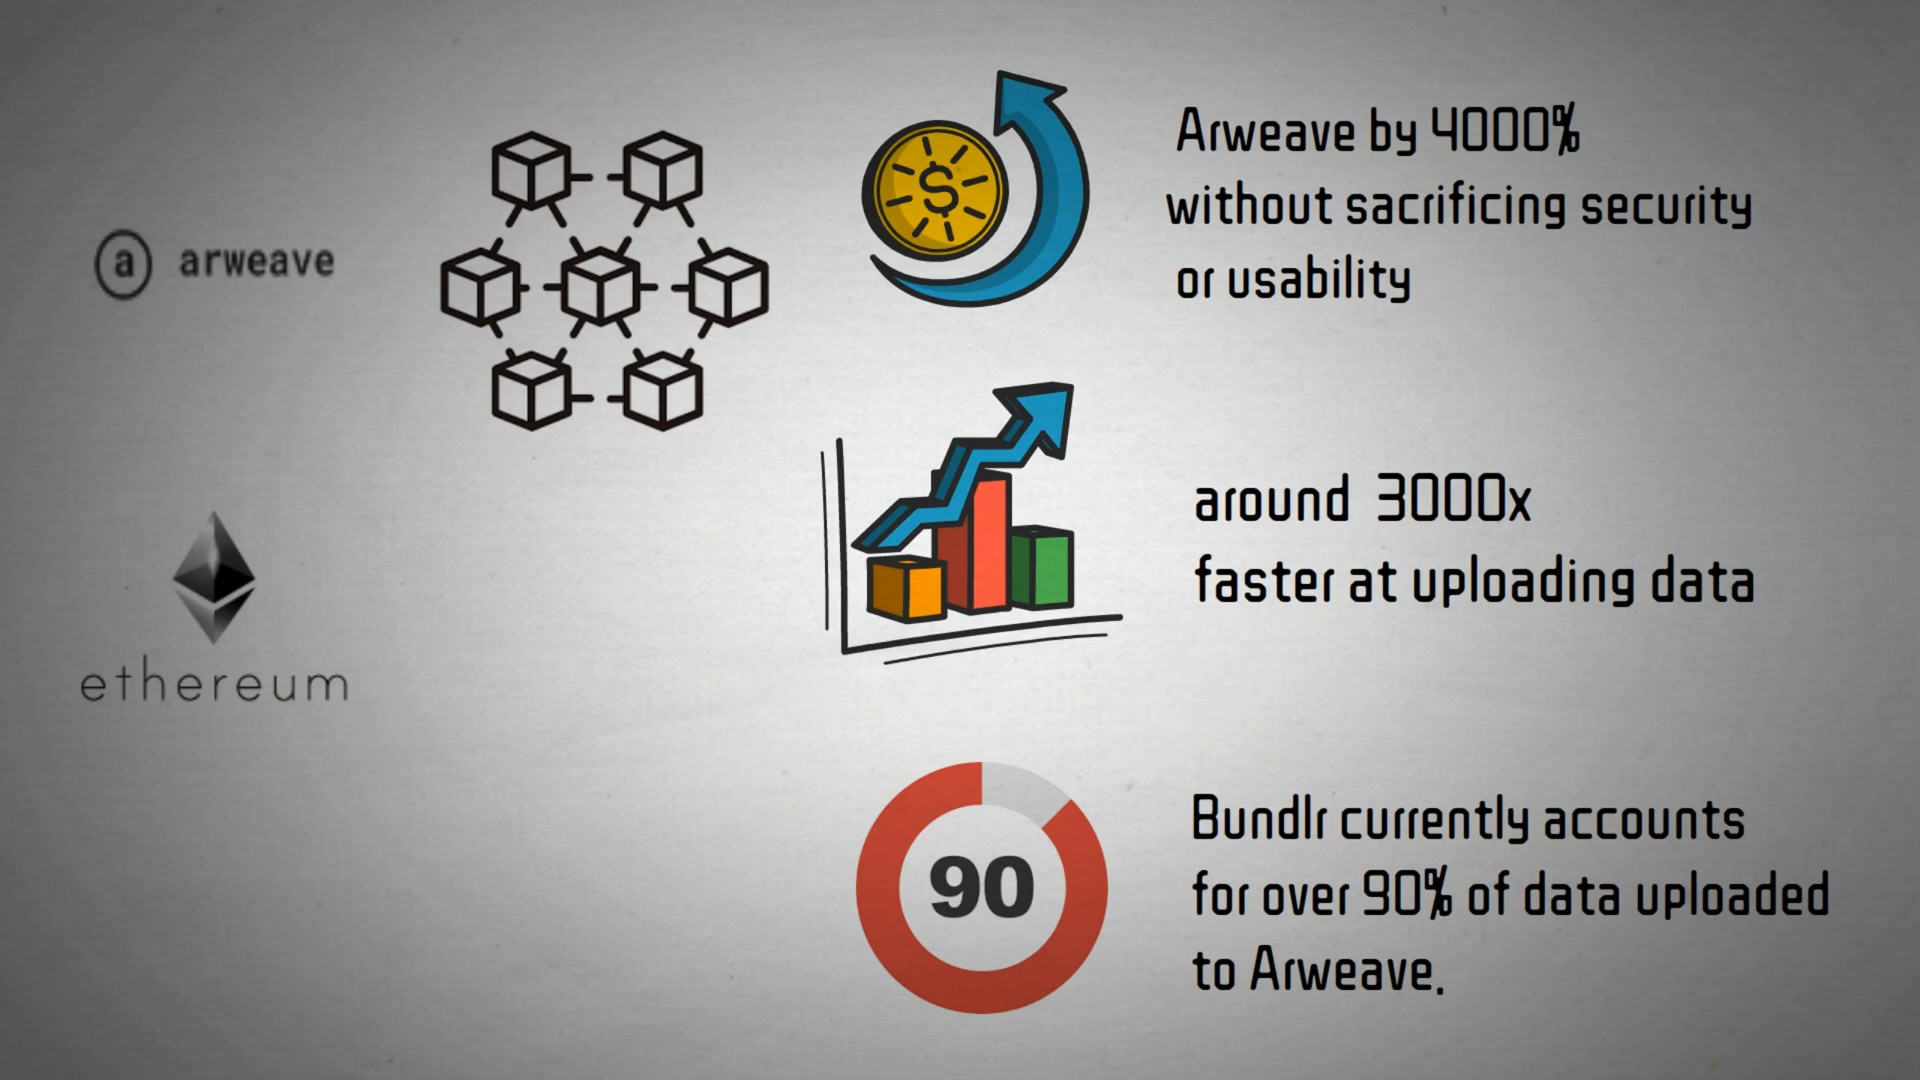 a arweave
ethereum
$
Arweave by 4000%
without sacrificing security
or usability
around 3000x
faster at uploading data
90
Bundlr currently accounts
for over 90% of data uploaded
to Arweave.